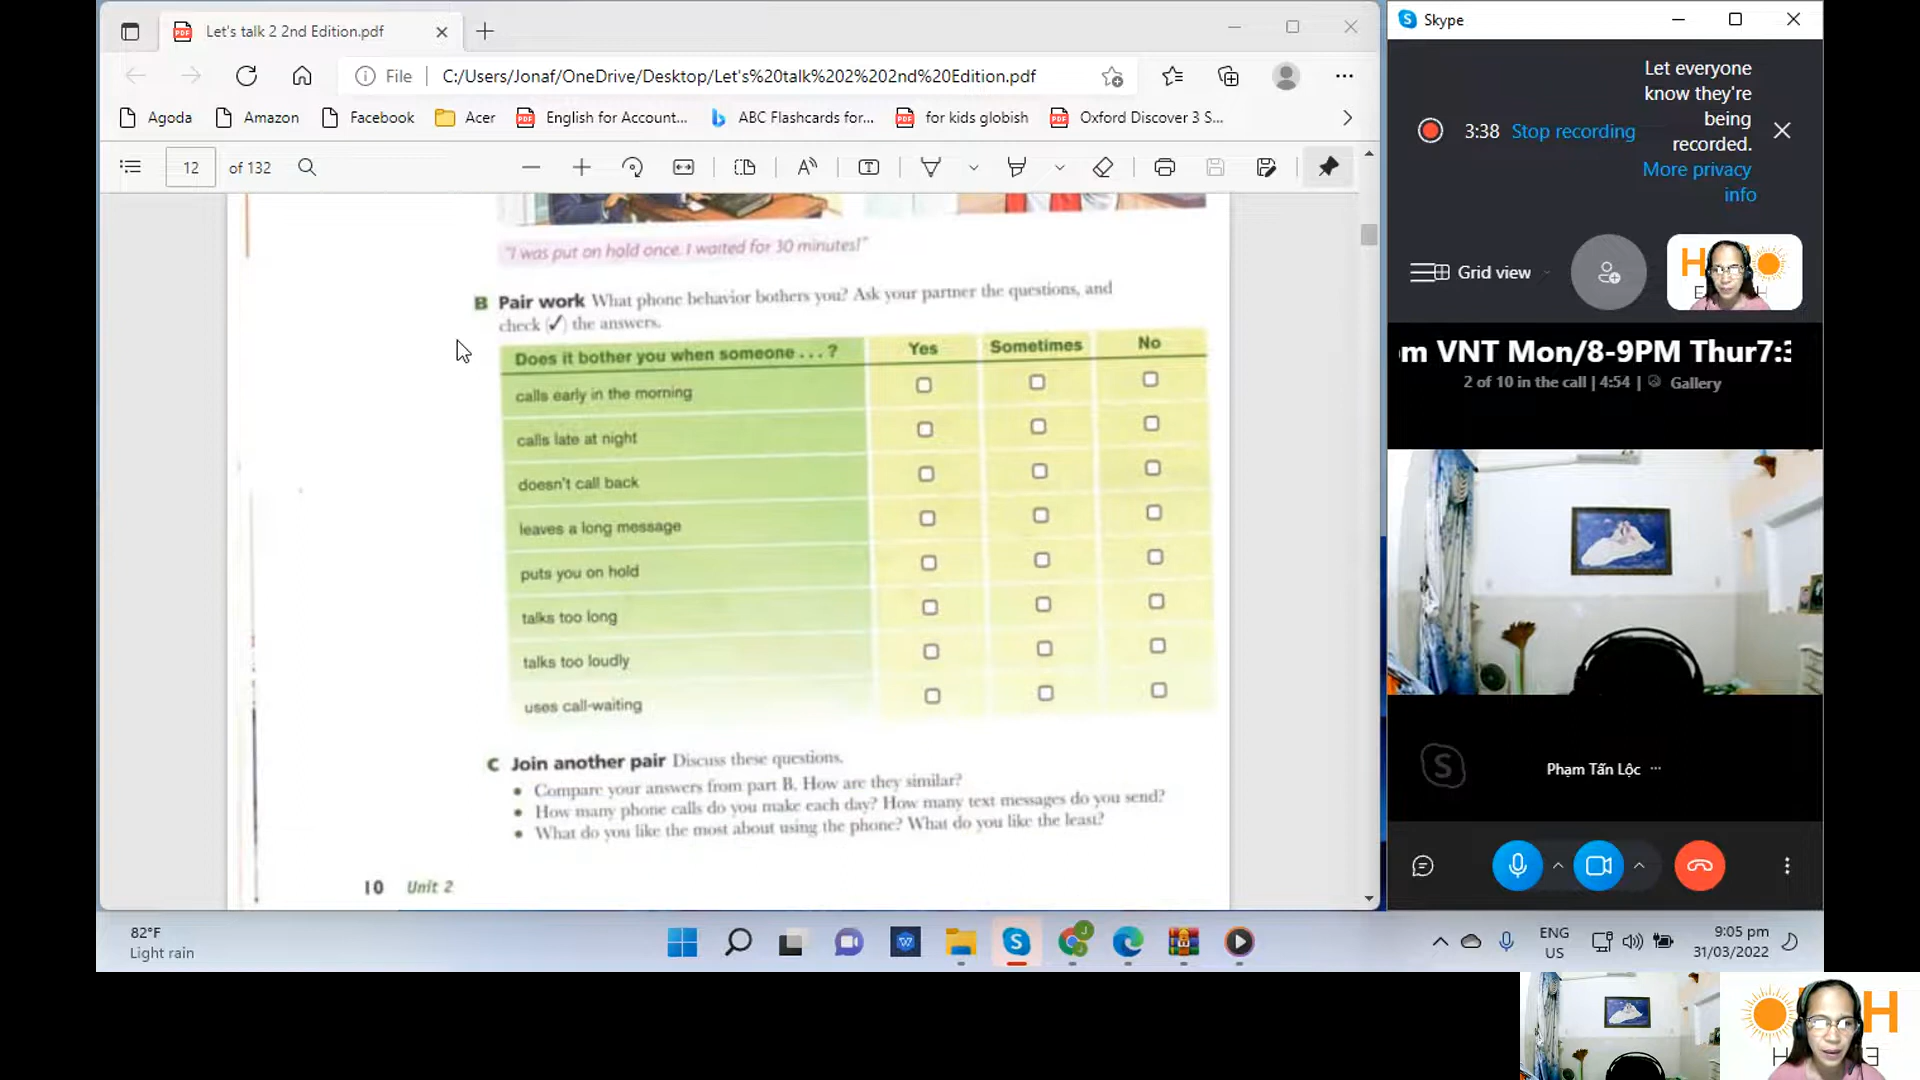 Let's talk 2 2nd Edition.pdf
File
C:/Users/Jonaf/OneDrive/Desktop/Let's%20talk%202%202nd%20Edition.pdf
Agoda
Amazon
Facebook
Acer
English for Account...
ABC Flashcards for...
for kids globish
Oxford Discover 3 S...
12
of 132
"I was put on hold once. I waited for 30 minutes!"
B Pair work What phone behavior bothers you? Ask your partner the questions, and
check (✓) the answers.
Does it bother you when someone . . . ? Yes Sometimes No
calls early in the morning
calls late at night
doesn't call back
leaves a long message
puts you on hold
talks too long
talks too loudly
uses call-waiting
C Join another pair Discuss these questions.
• Compare your answers from part B. How are they similar?
• How many phone calls do you make each day? How many text messages do you send?
• What do you like the most about using the phone? What do you like the least?
10 Unit 2
Skype
3:38 Stop recording
Let everyone
know they're
being
recorded.
More privacy
info
Grid view
m VNT Mon/8-9PM Thur7:3
2 of 10 in the call | 4:54 | Gallery
Phạm Tấn Lộc ...
82°F
Light rain
ENG
US
9:05 pm
31/03/2022